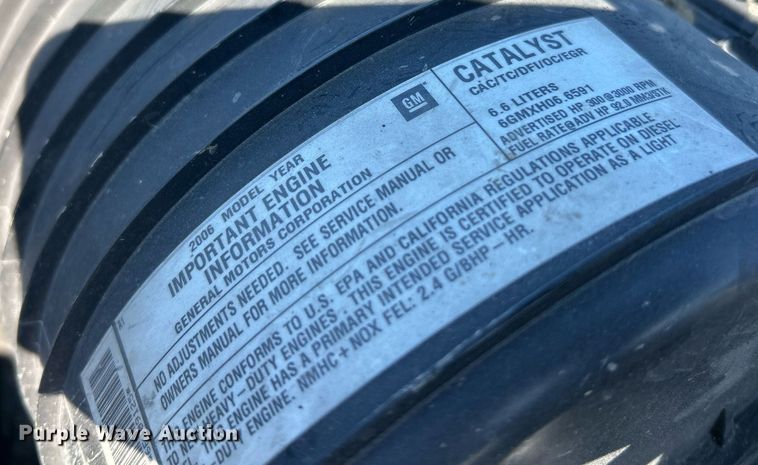 2006 MODEL YEAR
IMPORTANT ENGINE
INFORMATION
GENERAL MOTORS CORPORATION
GM
CATALYST
CAC/TC/DFI/OC/EGR
6.6 LITERS
6GMXH06.6591
ADVERTISED HP 300@3000 RPM
FUEL RATE@ADV HP 92.0 MM3/STK
NO ADJUSTMENTS NEEDED. SEE SERVICE MANUAL OR
OWNERS MANUAL FOR MORE INFORMATION.
ENGINE CONFORMS TO U.S. EPA AND CALIFORNIA REGULATIONS APPLICABLE
TO NEW HEAVY-DUTY ENGINES. THIS ENGINE IS CERTIFIED TO OPERATE ON DIESEL
ENGINE HAS A PRIMARY INTENDED SERVICE APPLICATION AS A LIGHT
DUTY ENGINE. NMHC + NOX FEL: 2.4 G/BHP-HR.
Purple Wave Auction